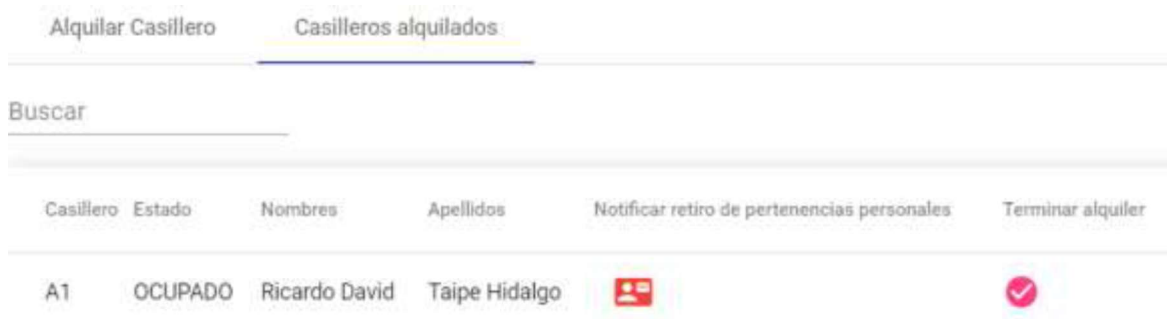 Alquilar Casillero Casilleros alquilados
Buscar
Casillero Estado Nombres Apellidos Notificar retiro de pertenencias personales Terminar alquiler
A1 OCUPADO Ricardo David Taipe Hidalgo